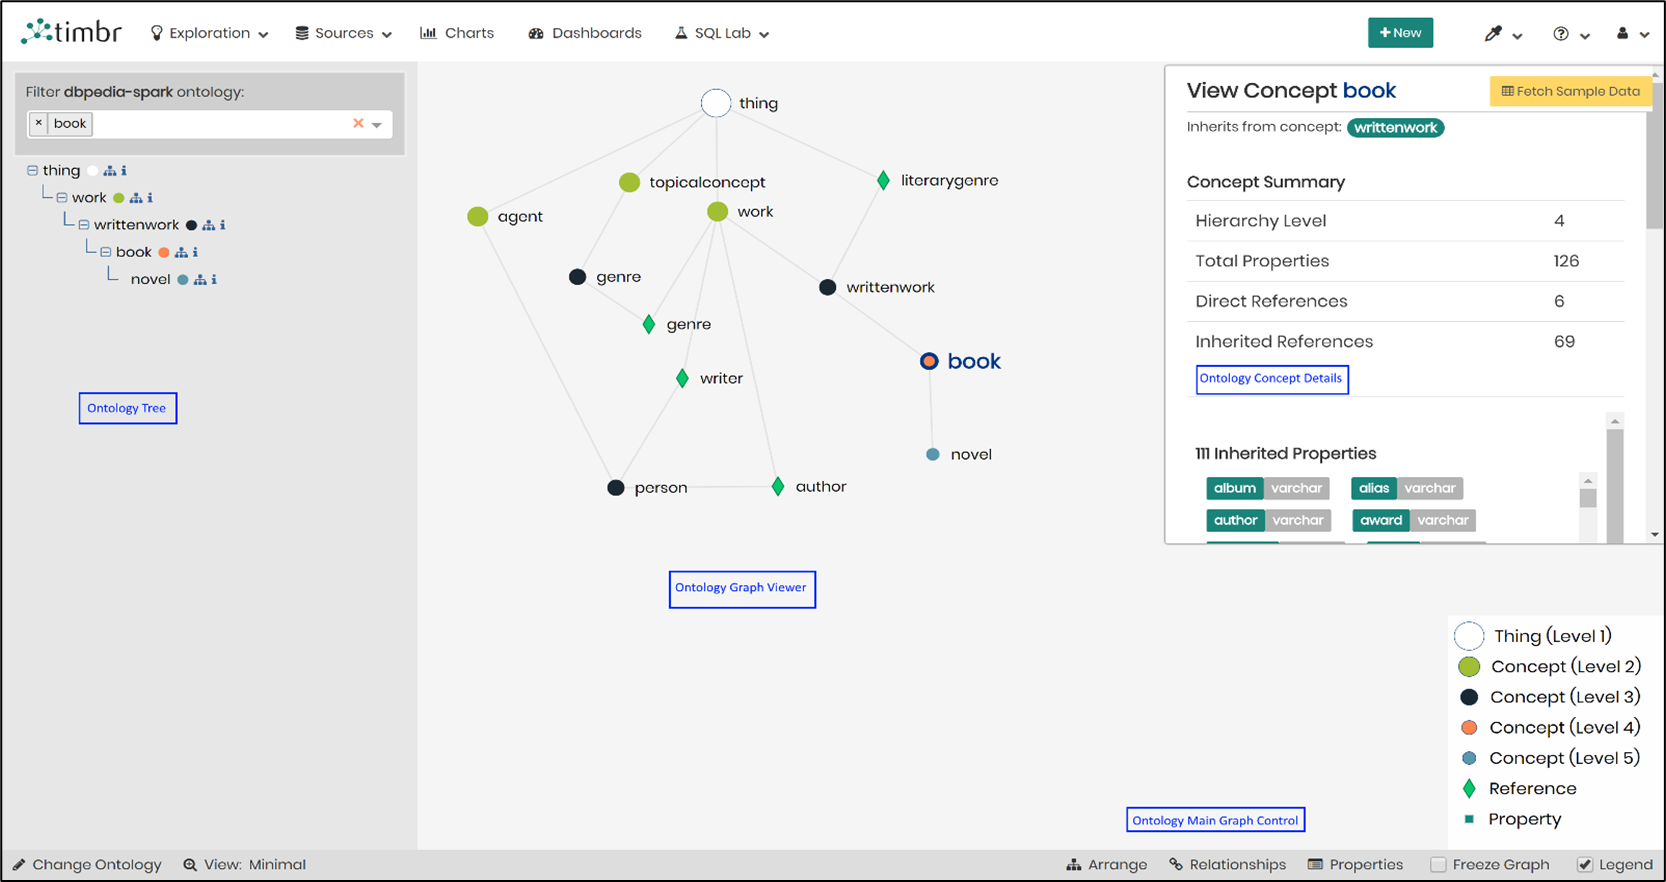 timbr
Exploration
Sources
Charts
Dashboards
SQL Lab
+ New
Filter dbpedia-spark ontology:
× book
thing
work
writtenwork
book
novel
Ontology Tree
thing
topicalconcept
literarygenre
agent
work
genre
writtenwork
genre
book
writer
novel
person
author
Ontology Graph Viewer
View Concept book
Fetch Sample Data
Inherits from concept: writtenwork
Concept Summary
Hierarchy Level 4
Total Properties 126
Direct References 6
Inherited References 69
Ontology Concept Details
111 Inherited Properties
album varchar alias varchar
author varchar award varchar
Thing (Level 1)
Concept (Level 2)
Concept (Level 3)
Concept (Level 4)
Concept (Level 5)
Reference
Property
Ontology Main Graph Control
Change Ontology
View: Minimal
Arrange
Relationships
Properties
Freeze Graph
Legend